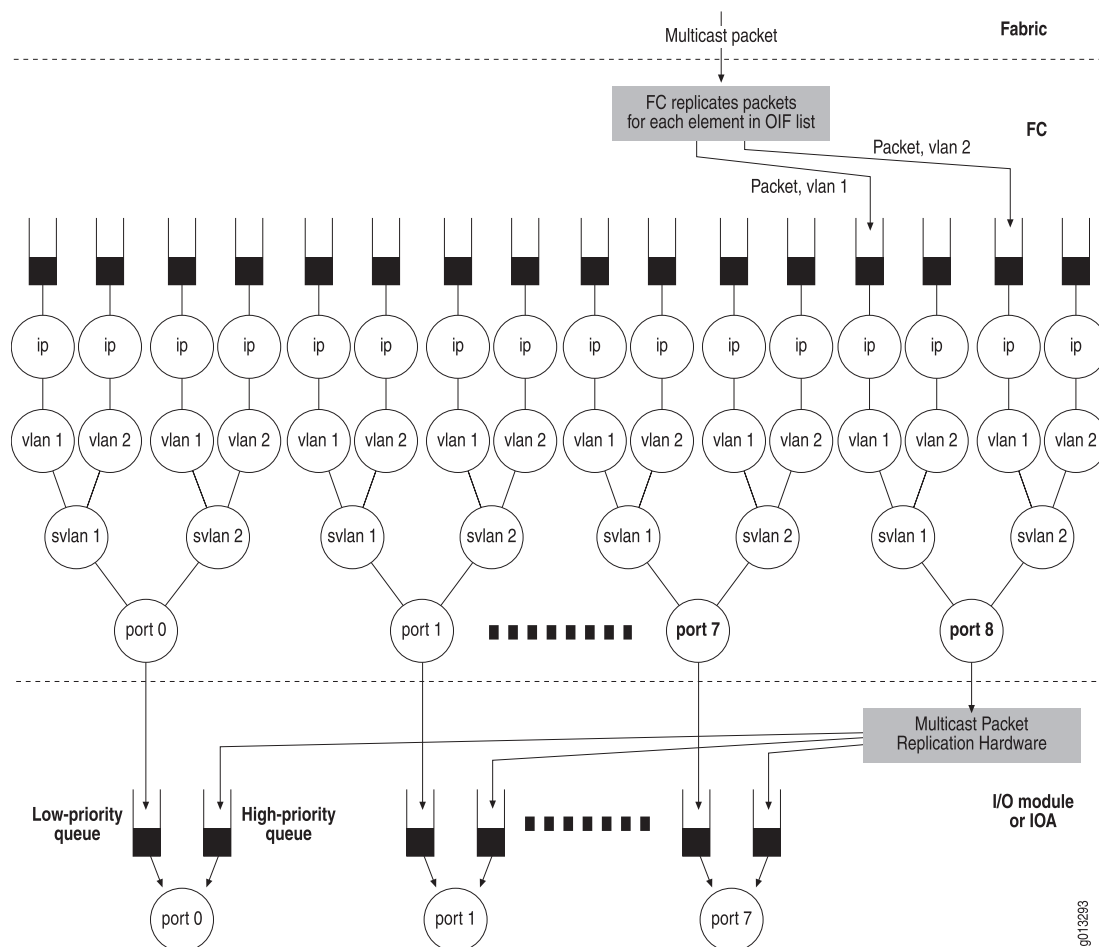 Multicast packet
Fabric
FC replicates packets
for each element in OIF list
FC
Packet, vlan 2
Packet, vlan 1
ip ip ip ip ip ip ip ip ip ip ip ip ip ip ip ip
vlan 1 vlan 2 vlan 1 vlan 2 vlan 1 vlan 2 vlan 1 vlan 2 vlan 1 vlan 2 vlan 1 vlan 2 vlan 1 vlan 2 vlan 1 vlan 2
svlan 1 svlan 2 svlan 1 svlan 2 svlan 1 svlan 2 svlan 1 svlan 2
port 0 port 1 port 7 port 8
Multicast Packet
Replication Hardware
Low-priority
queue
High-priority
queue
I/O module
or IOA
port 0 port 1 port 7
g013293